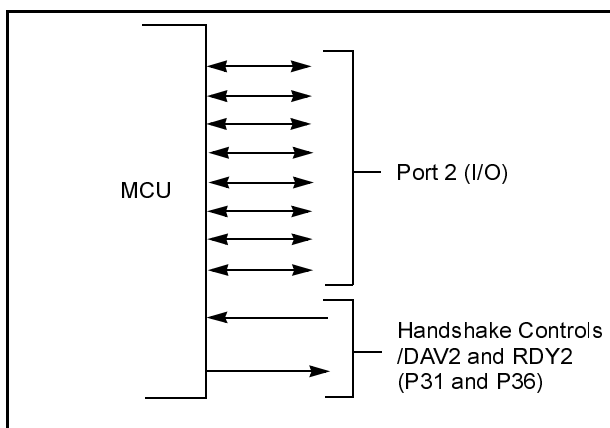 MCU
Port 2 (I/O)
Handshake Controls
/DAV2 and RDY2
(P31 and P36)